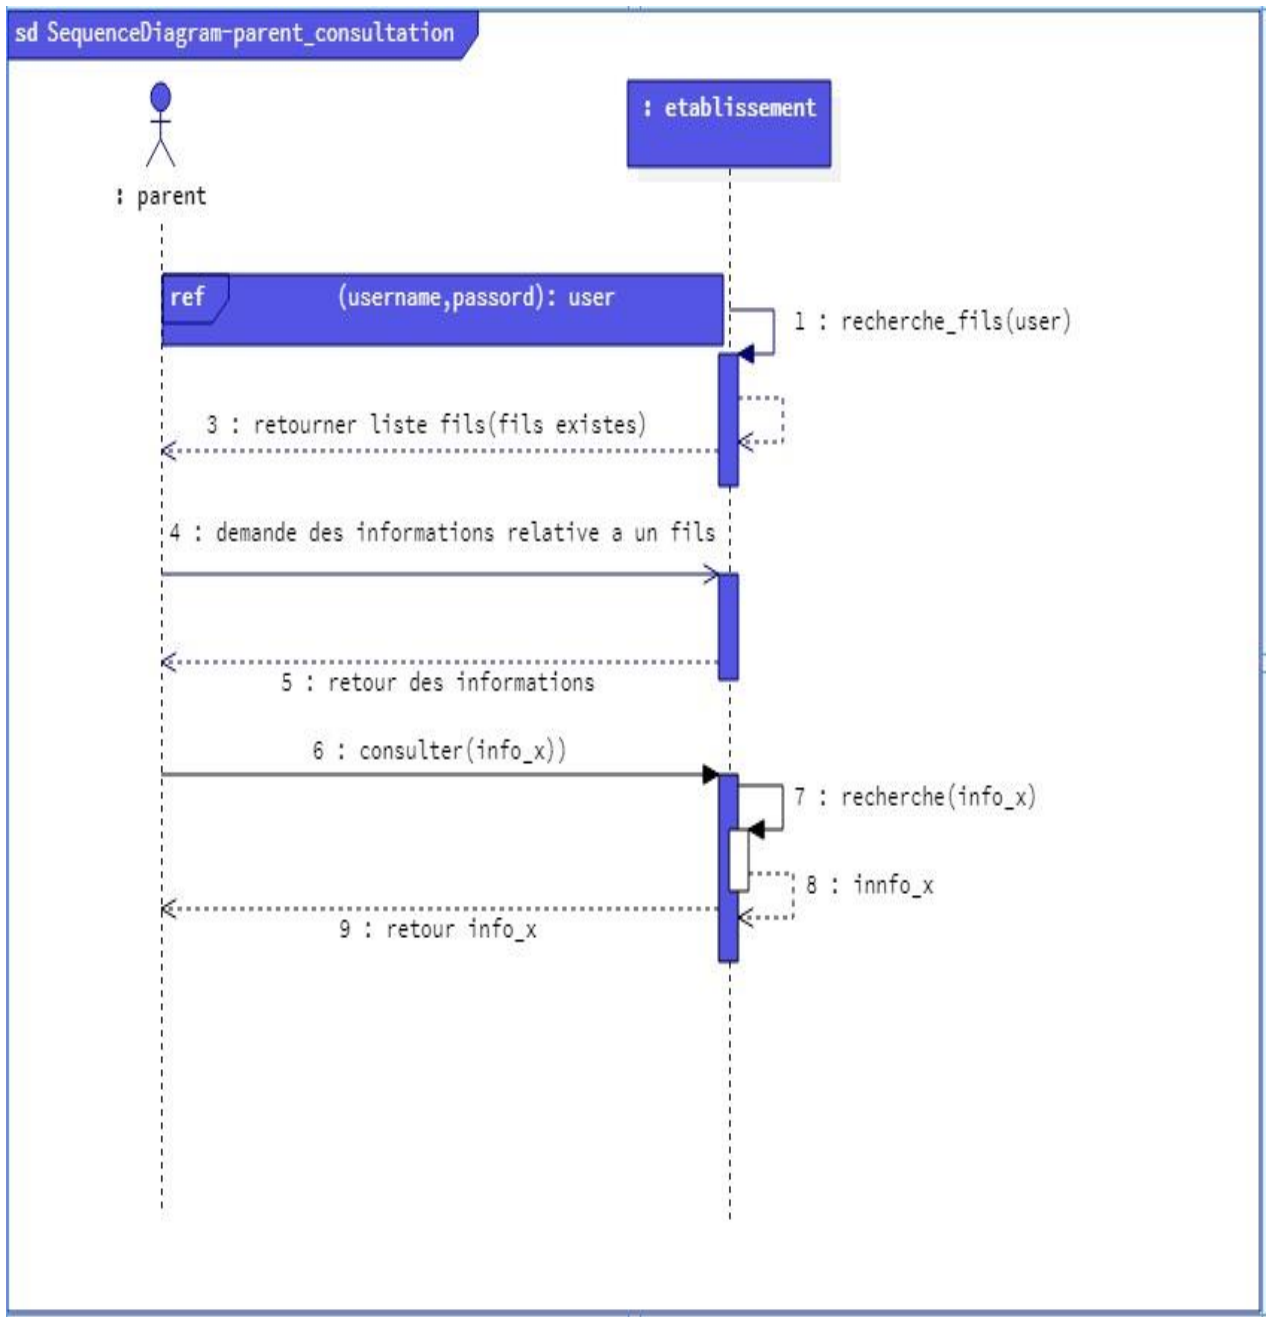 sd SequenceDiagram-parent_consultation
: etablissement
: parent
ref
(username,passord): user
1 : recherche_fils(user)
3 : retourner liste fils(fils existes)
4 : demande des informations relative a un fils
5 : retour des informations
6 : consulter(info_x))
7 : recherche(info_x)
8 : innfo_x
9 : retour info_x